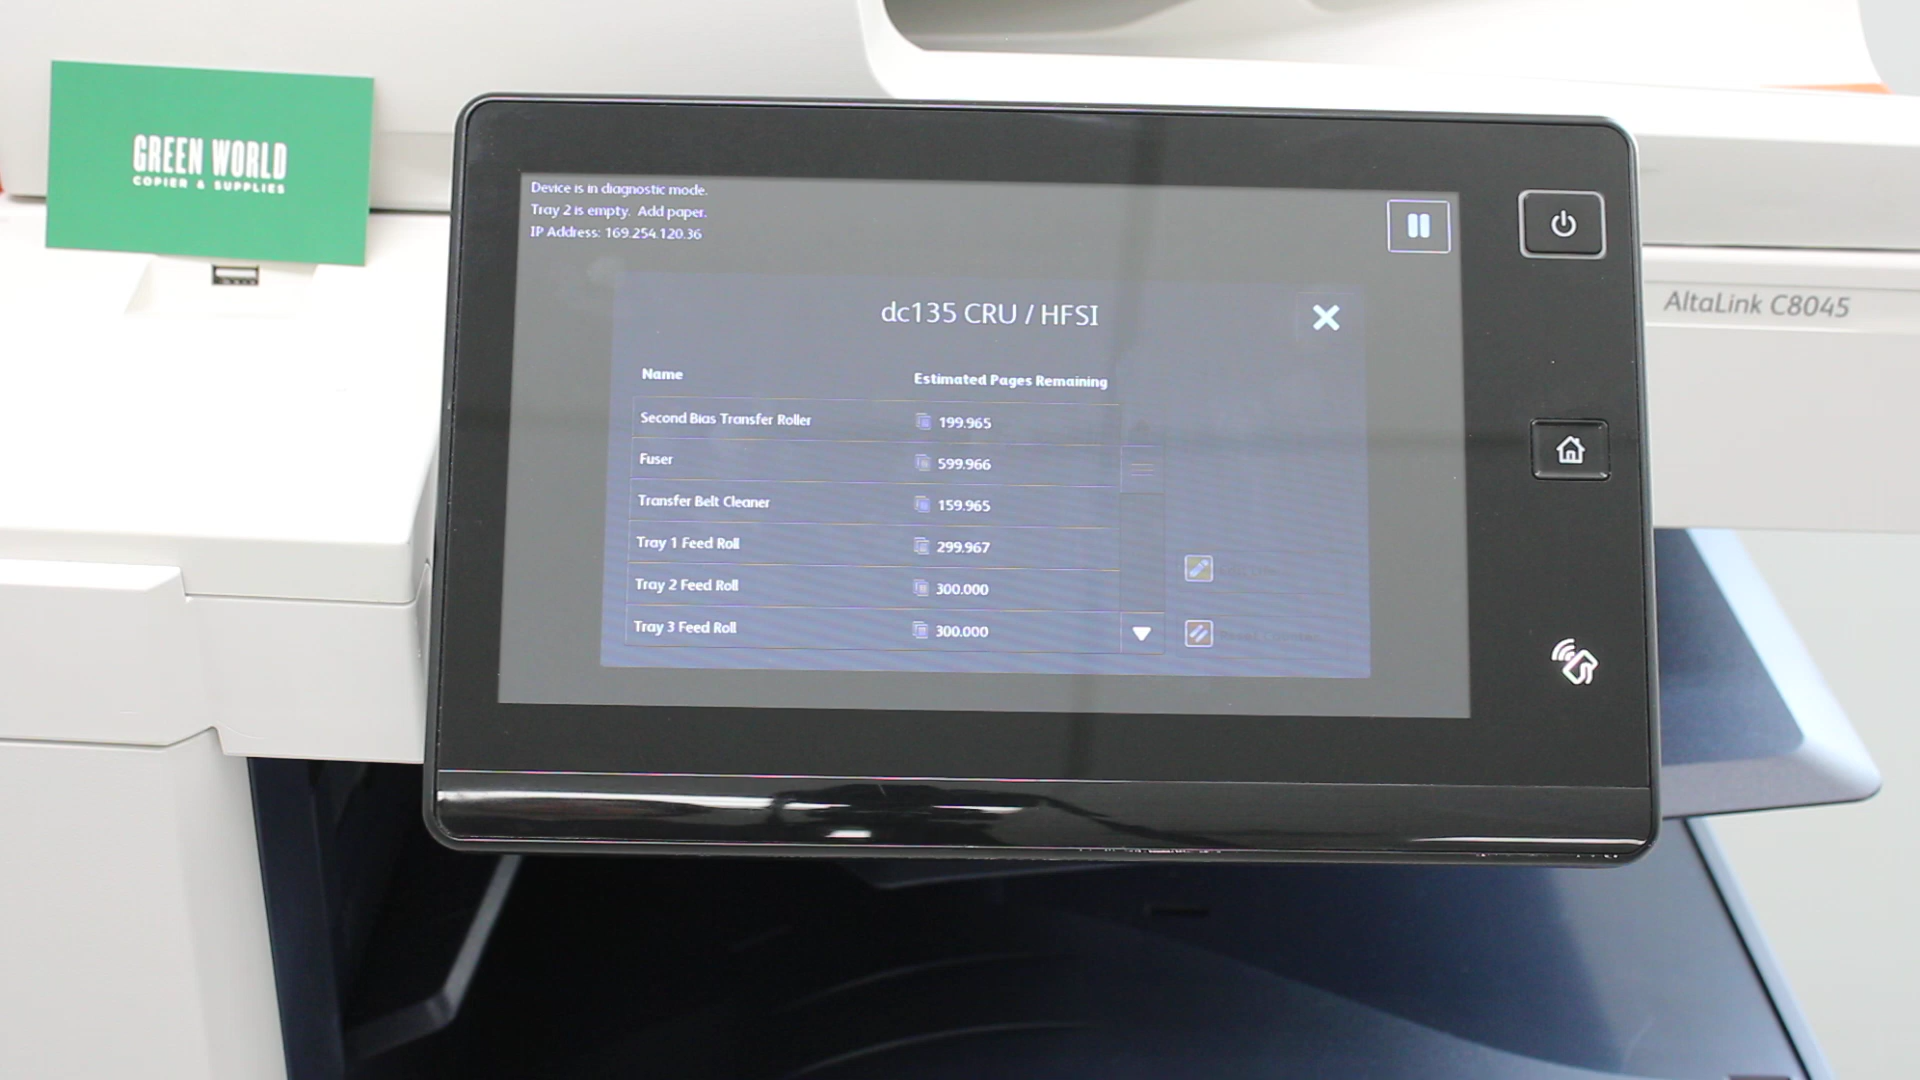 GREEN WORLD
COPIER & SUPPLIES
Device is in diagnostic mode.
Tray 2 is empty. Add paper.
IP Address: 169.254.120.36
dc135 CRU / HFSI
Name
Estimated Pages Remaining
Second Bias Transfer Roller
199.965
Fuser
599.966
Transfer Belt Cleaner
159.965
Tray 1 Feed Roll
299.967
Tray 2 Feed Roll
300.000
Tray 3 Feed Roll
300.000
Reset Counter
AltaLink C8045